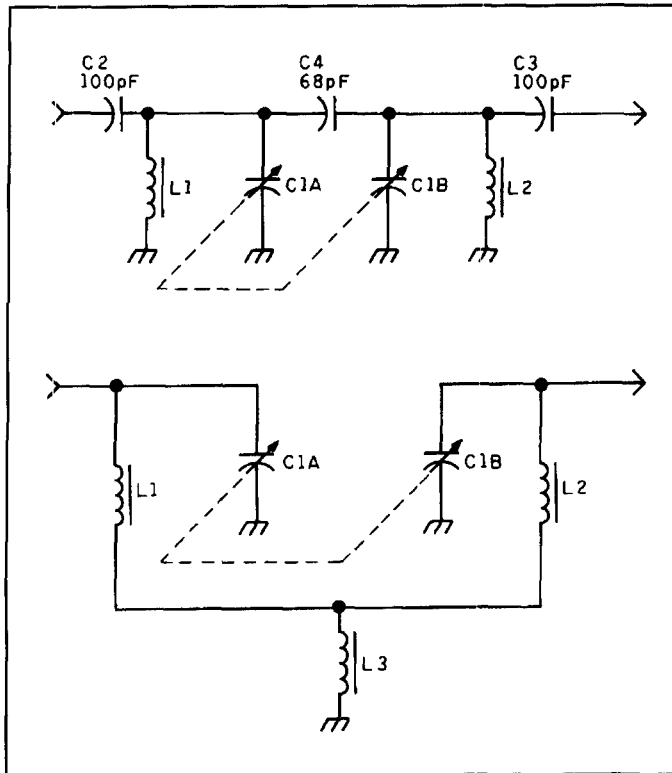 C2 C4 C3
100pF 68pF 100pF
L1 C1A C1B L2
C1A C1B
L1 L2
L3